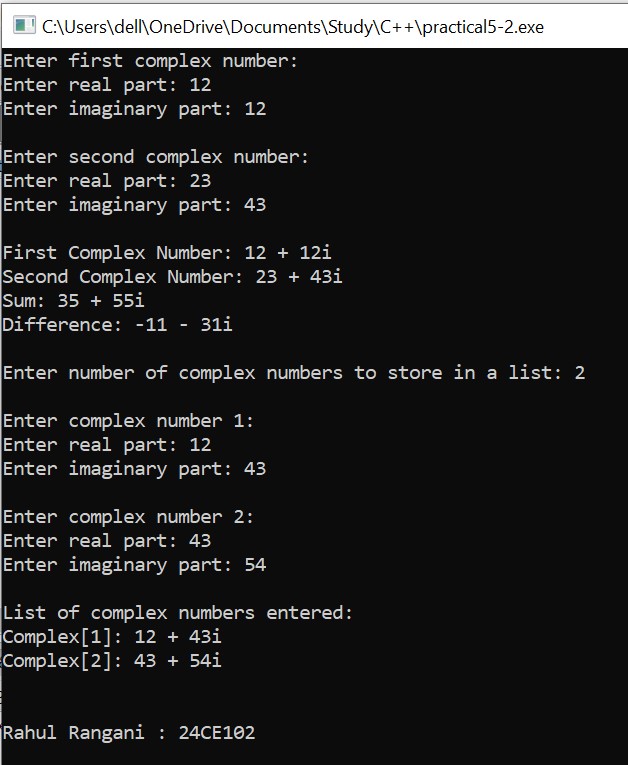 C:\Users\dell\OneDrive\Documents\Study\C++\practical5-2.exe
Enter first complex number:
Enter real part: 12
Enter imaginary part: 12
Enter second complex number:
Enter real part: 23
Enter imaginary part: 43
First Complex Number: 12 + 12i
Second Complex Number: 23 + 43i
Sum: 35 + 55i
Difference: -11 - 31i
Enter number of complex numbers to store in a list: 2
Enter complex number 1:
Enter real part: 12
Enter imaginary part: 43
Enter complex number 2:
Enter real part: 43
Enter imaginary part: 54
List of complex numbers entered:
Complex[1]: 12 + 43i
Complex[2]: 43 + 54i
Rahul Rangani : 24CE102